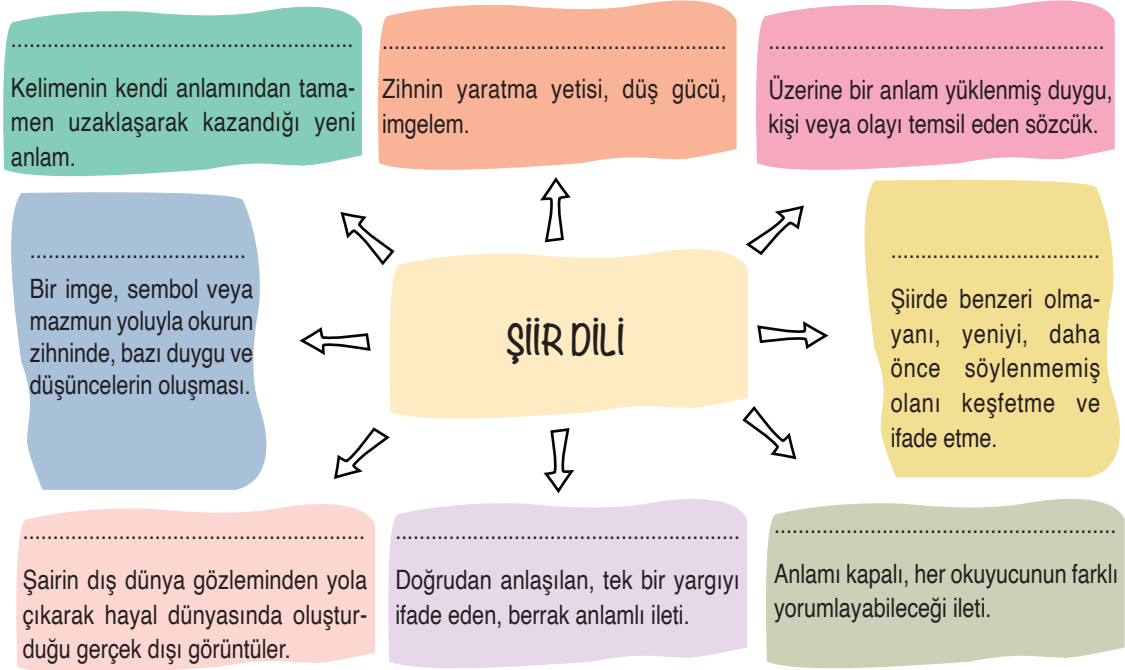 ........................................................
Kelimenin kendi anlamından tama-
men uzaklaşarak kazandığı yeni
anlam.
........................................................
Zihnin yaratma yetisi, düş gücü,
imgelem.
........................................................
Üzerine bir anlam yüklenmiş duygu,
kişi veya olayı temsil eden sözcük.
...................................
Bir imge, sembol veya
mazmun yoluyla okurun
zihninde, bazı duygu ve
düşüncelerin oluşması.
ŞİİR DİLİ
..................................
Şiirde benzeri olma-
yanı, yeniyi, daha
önce söylenmemiş
olanı keşfetme ve
ifade etme.
........................................................
Şairin dış dünya gözleminden yola
çıkarak hayal dünyasında oluştur-
duğu gerçek dışı görüntüler.
........................................................
Doğrudan anlaşılan, tek bir yargıyı
ifade eden, berrak anlamlı ileti.
........................................................
Anlamı kapalı, her okuyucunun farklı
yorumlayabileceği ileti.